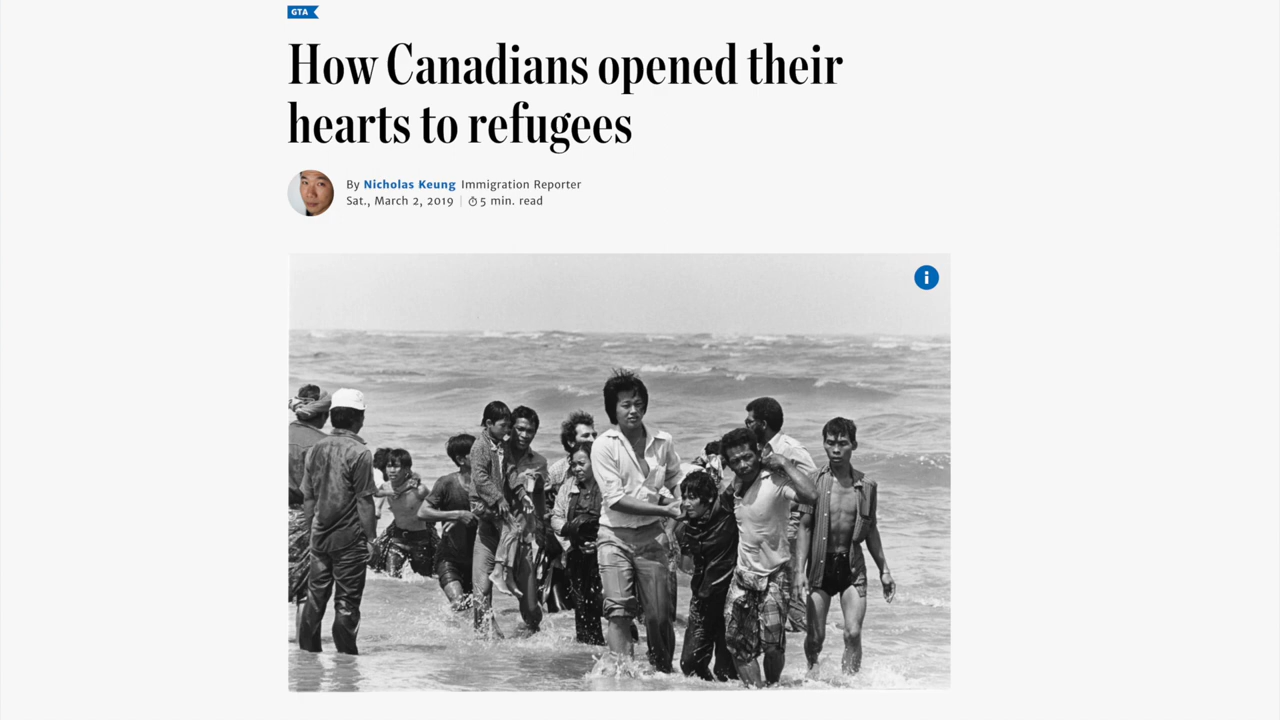 GTA
How Canadians opened their
hearts to refugees
By Nicholas Keung Immigration Reporter
Sat., March 2, 2019 | 5 min. read
i